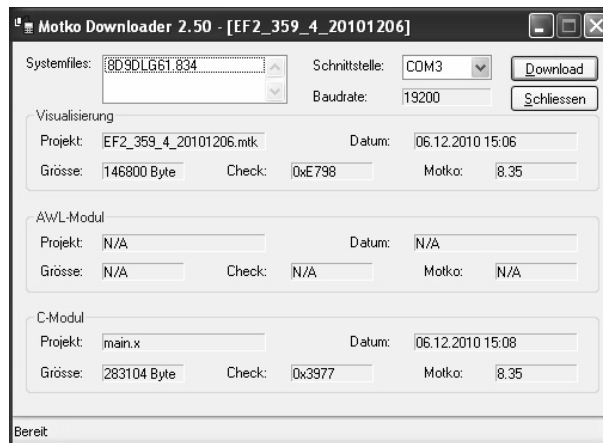 Motko Downloader 2.50 - [EF2_359_4_20101206]
Systemfiles: 8D9DLG61.834 Schnittstelle: COM3 Download
Baudrate: 19200 Schliessen
Visualisierung
Projekt: EF2_359_4_20101206.mtk Datum: 06.12.2010 15:06
Grösse: 146800 Byte Check: 0xE798 Motko: 8.35
AWL-Modul
Projekt: N/A Datum: N/A
Grösse: N/A Check: N/A Motko: N/A
C-Modul
Projekt: main.x Datum: 06.12.2010 15:08
Grösse: 283104 Byte Check: 0x3977 Motko: 8.35
Bereit